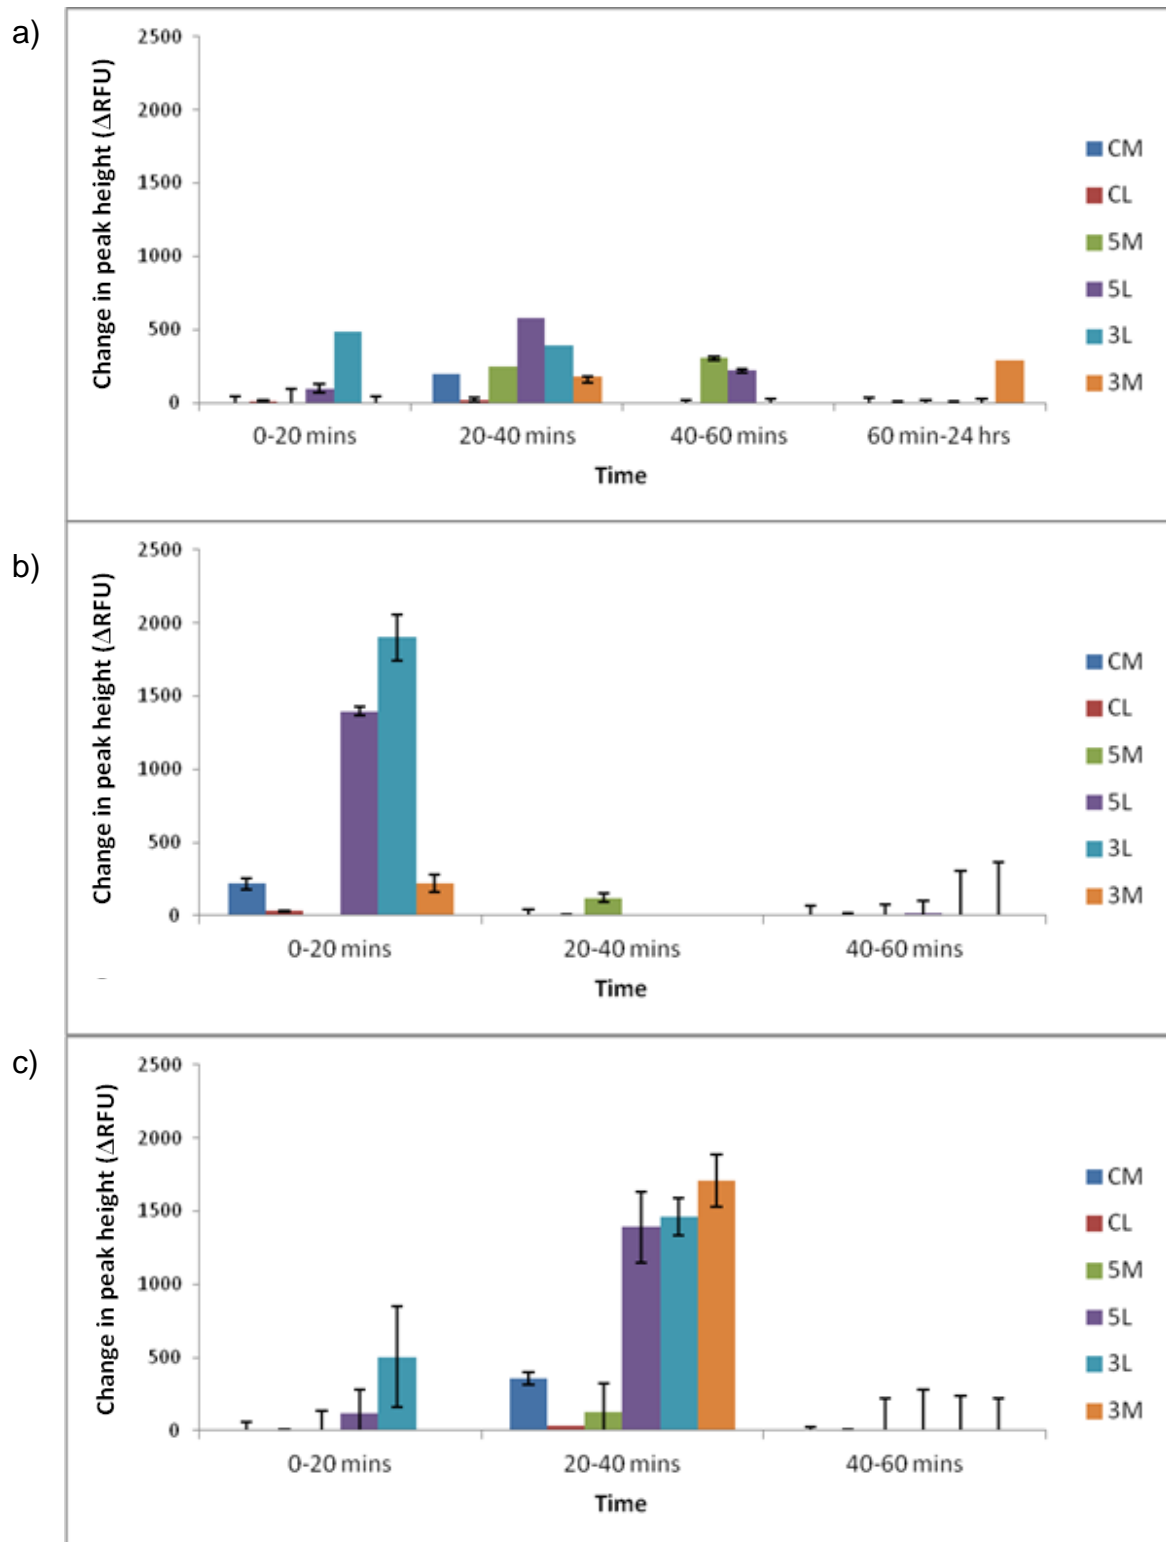 a)
Change in peak height (ΔRFU)
2500
2000
1500
1000
500
0
0-20 mins
20-40 mins
40-60 mins
60 min-24 hrs
Time
CM
CL
5M
5L
3L
3M
b)
Change in peak height (ΔRFU)
2500
2000
1500
1000
500
0
0-20 mins
20-40 mins
40-60 mins
Time
CM
CL
5M
5L
3L
3M
c)
Change in peak height (ΔRFU)
2500
2000
1500
1000
500
0
0-20 mins
20-40 mins
40-60 mins
Time
CM
CL
5M
5L
3L
3M